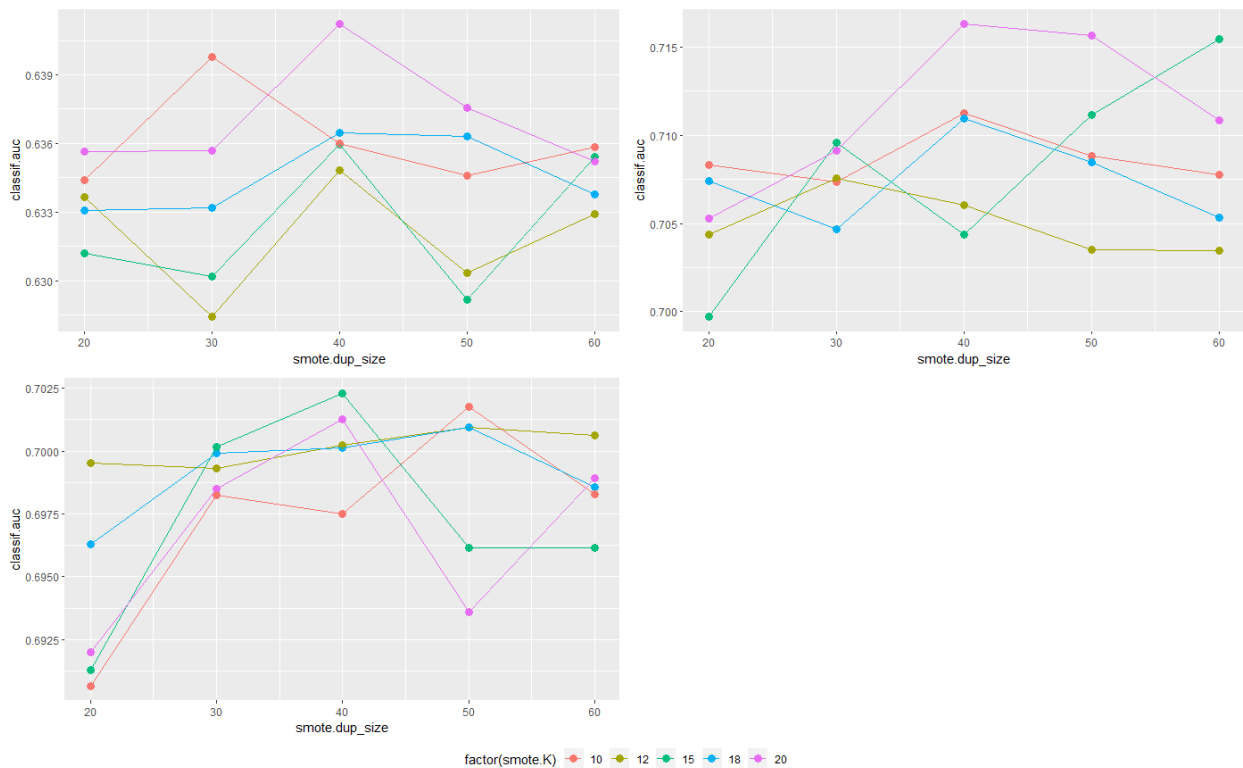 0.639
0.636
0.633
0.630
classif.auc
20 30 40 50 60
smote.dup_size
0.715
0.710
0.705
0.700
classif.auc
20 30 40 50 60
smote.dup_size
0.7025
0.7000
0.6975
0.6950
0.6925
classif.auc
20 30 40 50 60
smote.dup_size
factor(smote.K) 10 12 15 18 20